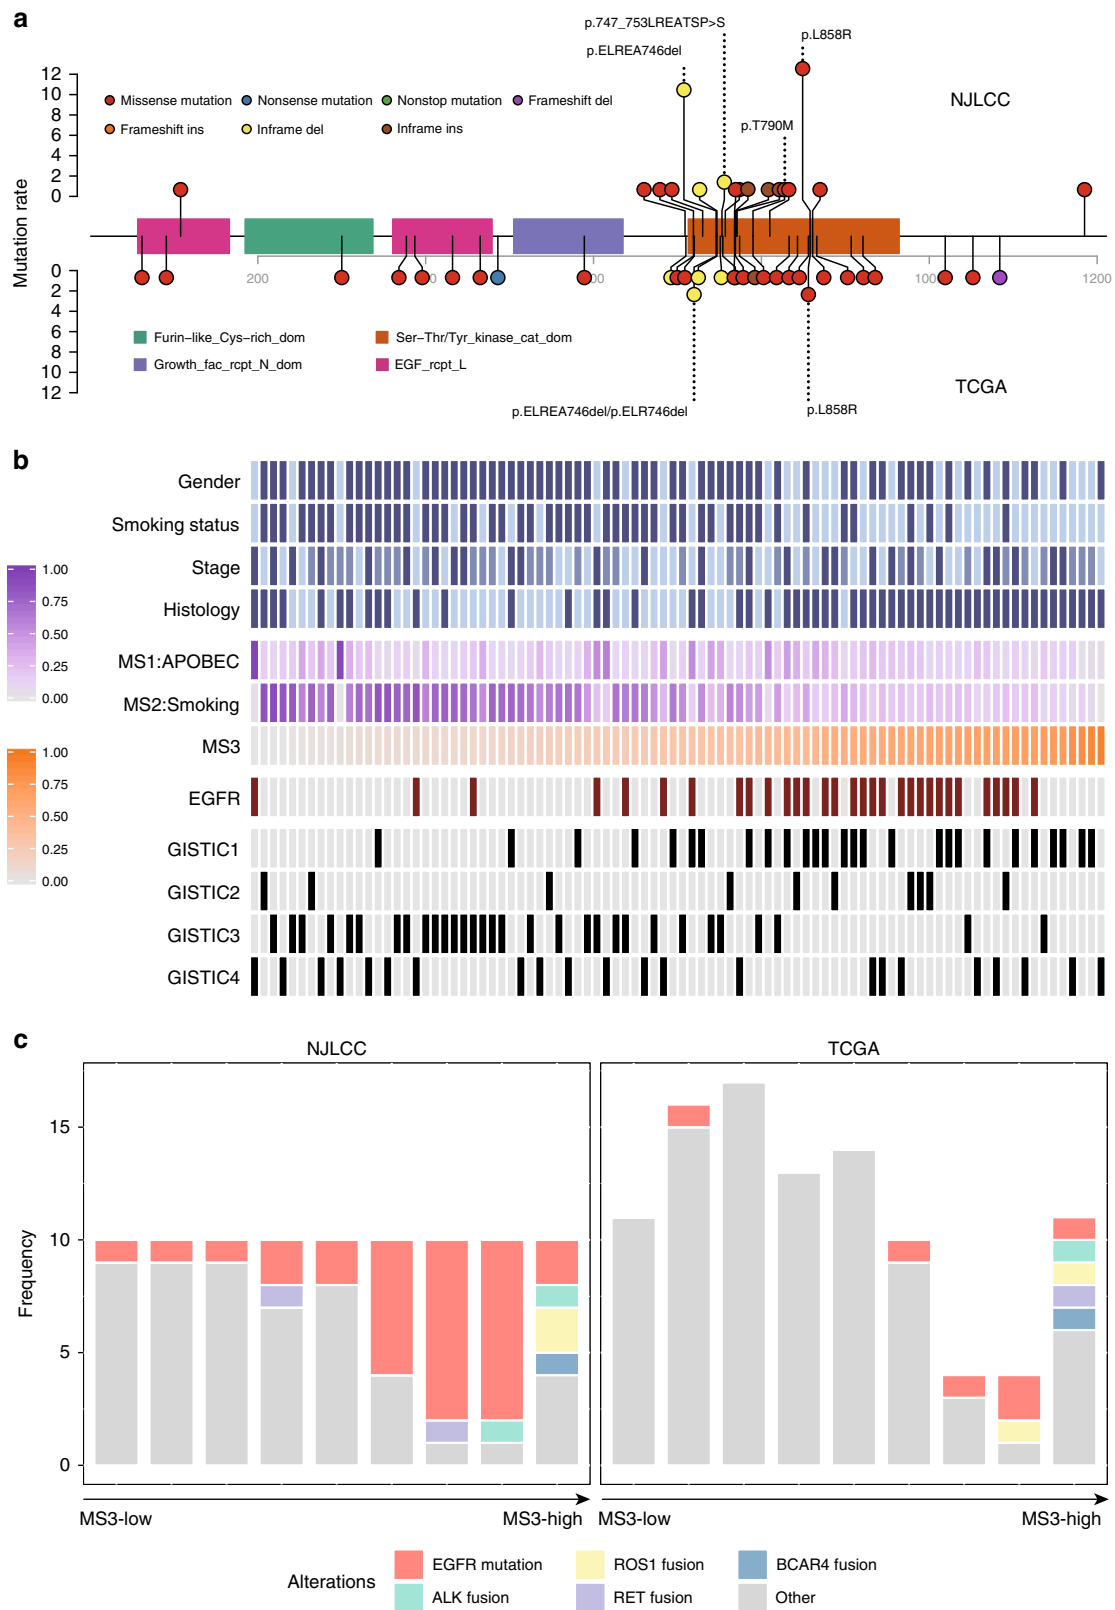 a
p.747_753LREATSP>S
p.L858R
p.ELREA746del
12
10
8
6
4
2
0
Missense mutation
Nonsense mutation
Nonstop mutation
Frameshift del
NJLCC
Frameshift ins
Inframe del
Inframe ins
p.T790M
Mutation rate
200
1000
1200
0
2
4
6
8
10
12
Furin−like_Cys−rich_dom
Ser−Thr/Tyr_kinase_cat_dom
Growth_fac_rcpt_N_dom
EGF_rcpt_L
TCGA
p.ELREA746del/p.ELR746del
p.L858R
b
Gender
Smoking status
Stage
Histology
MS1:APOBEC
MS2:Smoking
MS3
EGFR
GISTIC1
GISTIC2
GISTIC3
GISTIC4
1.00
0.75
0.50
0.25
0.00
1.00
0.75
0.50
0.25
0.00
c
NJLCC
TCGA
Frequency
15
10
5
0
MS3-low
MS3-high
MS3-low
MS3-high
Alterations
EGFR mutation
ROS1 fusion
BCAR4 fusion
ALK fusion
RET fusion
Other